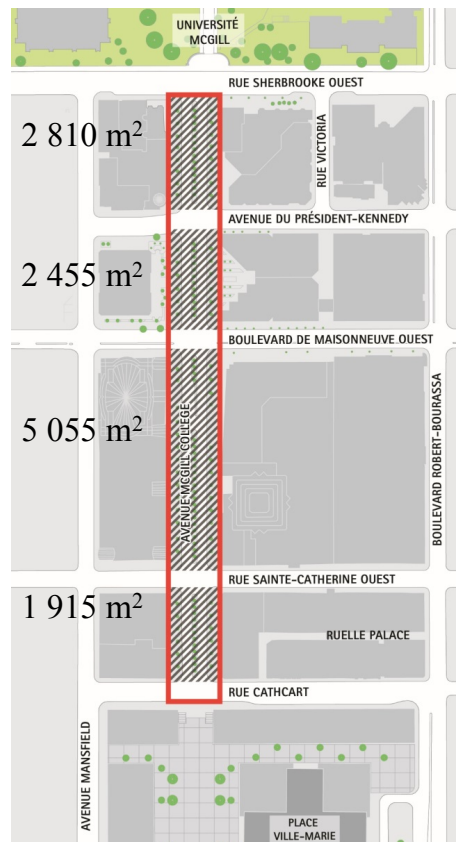 UNIVERSITÉ
MCGILL
RUE SHERBROOKE OUEST
2 810 m²
RUE VICTORIA
AVENUE DU PRÉSIDENT-KENNEDY
2 455 m²
BOULEVARD DE MAISONNEUVE OUEST
5 055 m²
AVENUE MCGILL COLLEGE
BOULEVARD ROBERT-BOURASSA
RUE SAINTE-CATHERINE OUEST
1 915 m²
RUELLE PALACE
RUE CATHCART
AVENUE MANSFIELD
PLACE
VILLE-MARIE